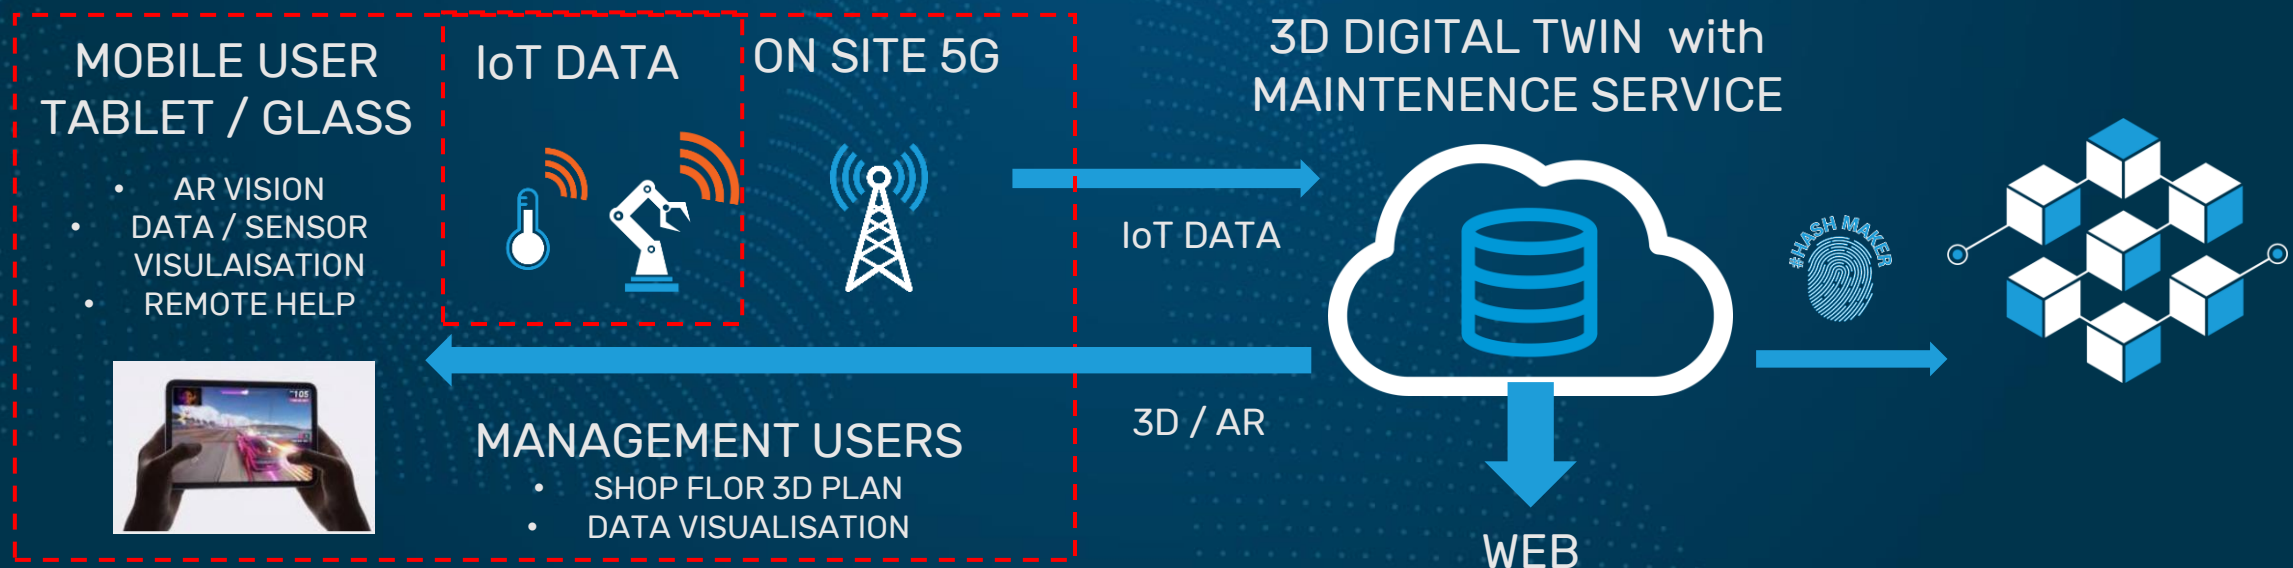 MOBILE USER
TABLET / GLASS
• AR VISION
• DATA / SENSOR
VISULAISATION
• REMOTE HELP
IoT DATA
ON SITE 5G
MANAGEMENT USERS
• SHOP FLOR 3D PLAN
• DATA VISUALISATION
IoT DATA
3D / AR
3D DIGITAL TWIN with
MAINTENENCE SERVICE
WEB
#HASH MAKER